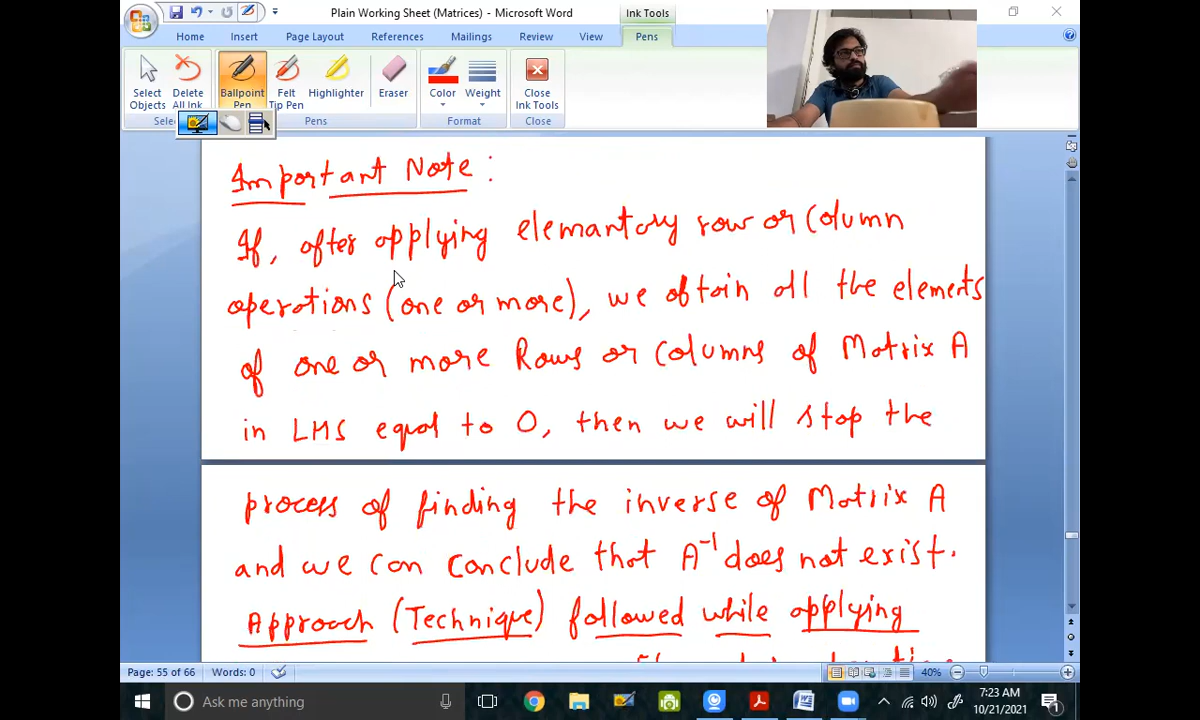 Plain Working Sheet (Matrices) - Microsoft Word
Ink Tools
Home Insert Page Layout References Mailings Review View Pens
Select Objects
Delete All Ink
Ballpoint Pen
Felt Tip Pen
Highlighter
Eraser
Color
Weight
Close Ink Tools
Pens
Format
Close
Important Note :
If, after applying elemantory row or Column
operations (one or more), we obtain all the elements
of one or more Rows or Columns of Matrix A
in LHS equal to 0, then we will stop the
process of finding the inverse of Matrix A
and we can conclude that A⁻¹ does not exist.
Approach (Technique) followed while applying
Page: 55 of 66 Words: 0 40%
Ask me anything
7:23 AM
10/21/2021